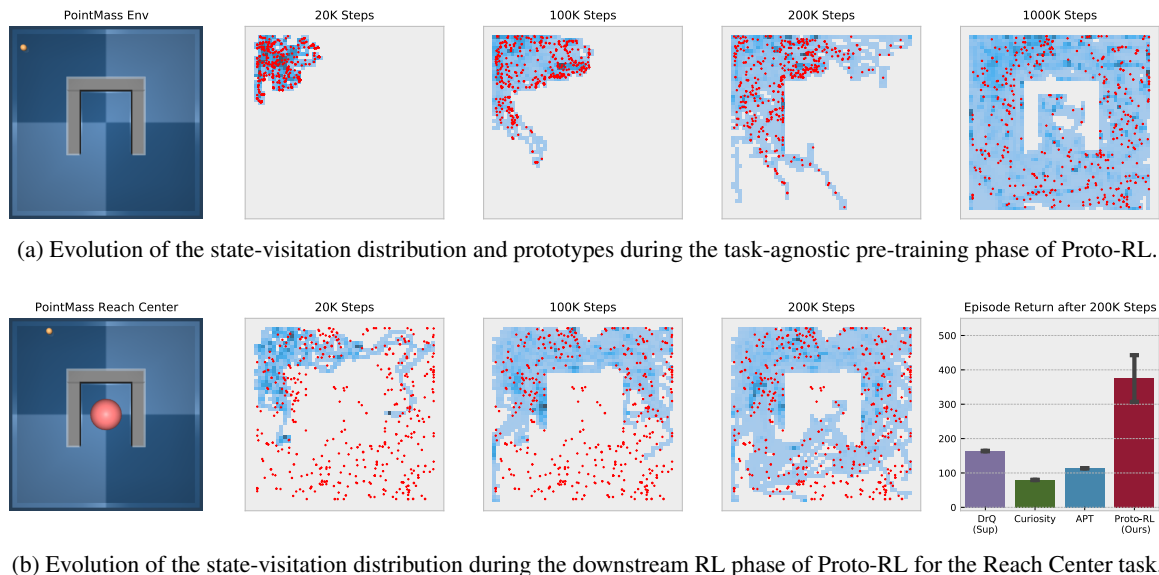 PointMass Env
20K Steps
100K Steps
200K Steps
1000K Steps
(a) Evolution of the state-visitation distribution and prototypes during the task-agnostic pre-training phase of Proto-RL.
PointMass Reach Center
20K Steps
100K Steps
200K Steps
Episode Return after 200K Steps
500
400
300
200
100
0
DrQ
(Sup)
Curiosity
APT
Proto-RL
(Ours)
(b) Evolution of the state-visitation distribution during the downstream RL phase of Proto-RL for the Reach Center task.